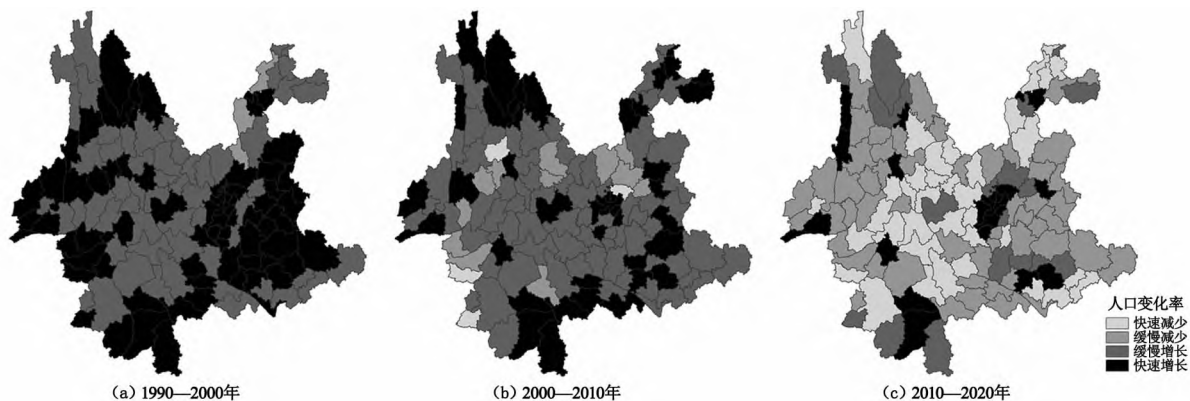 人口变化率
快速减少
缓慢减少
缓慢增长
快速增长
（a）1990—2000年
（b）2000—2010年
（c）2010—2020年